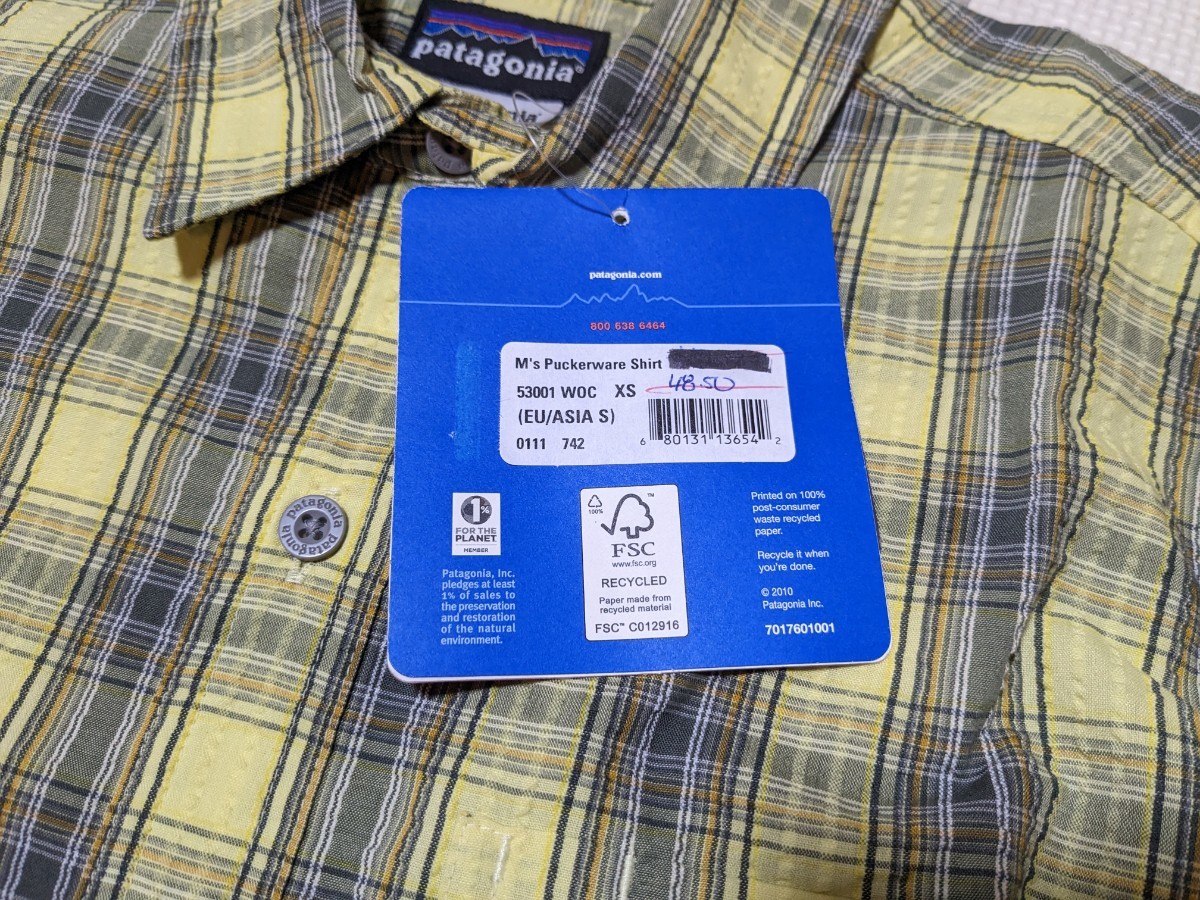 patagonia®
patagonia.com
800 638 6464
M's Puckerware Shirt
53001 WOC XS
48.50
(EU/ASIA S)
0111 742
6 80131 13654 2
1%
FOR THE
PLANET
MEMBER
Patagonia, Inc.
pledges at least
1% of sales to
the preservation
and restoration
of the natural
environment.
100%
™
FSC
www.fsc.org
RECYCLED
Paper made from
recycled material
FSC™ C012916
Printed on 100%
post-consumer
waste recycled
paper.
Recycle it when
you're done.
© 2010
Patagonia Inc.
7017601001
patagonia
patagonia